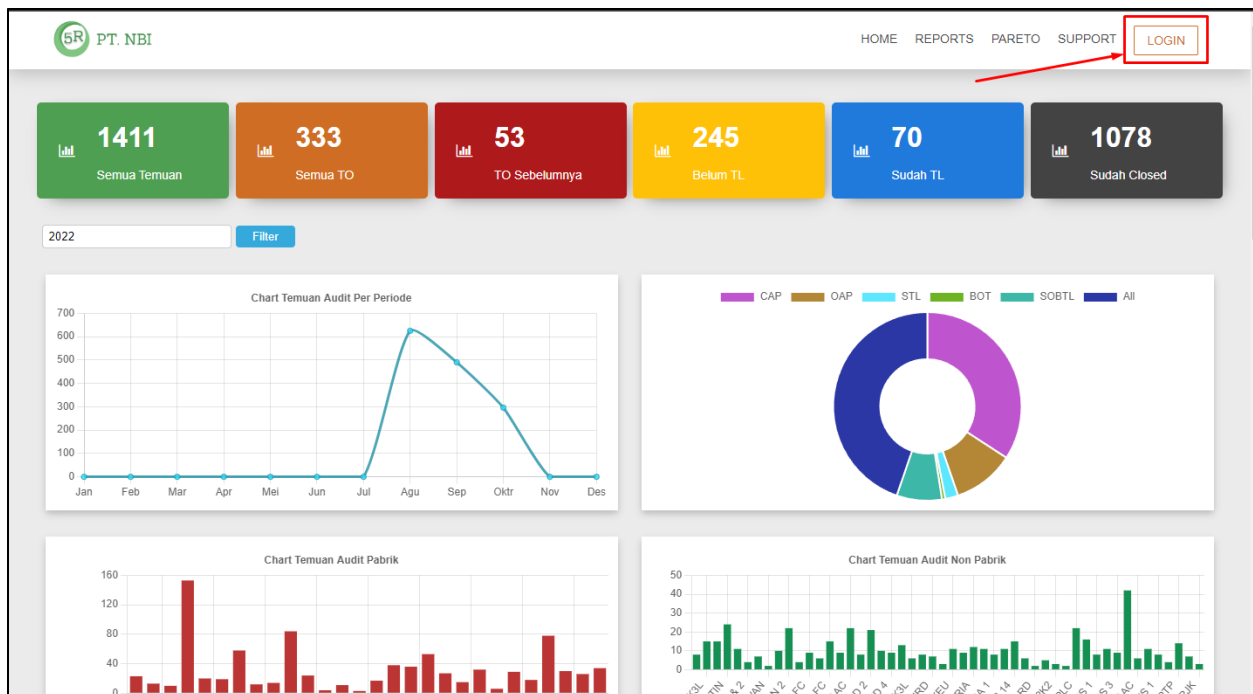 5R PT. NBI
HOME REPORTS PARETO SUPPORT LOGIN
1411 333 53 245 70 1078
Semua Temuan Semua TO TO Sebelumnya Belum TL Sudah TL Sudah Closed
2022 Filter
Chart Temuan Audit Per Periode
700
600
500
400
300
200
100
0
Jan Feb Mar Apr Mei Jun Jul Agu Sep Oktr Nov Des
CAP OAP STL BOT SOBTL All
Chart Temuan Audit Pabrik
160
120
80
40
0
Chart Temuan Audit Non Pabrik
50
40
30
20
10
0